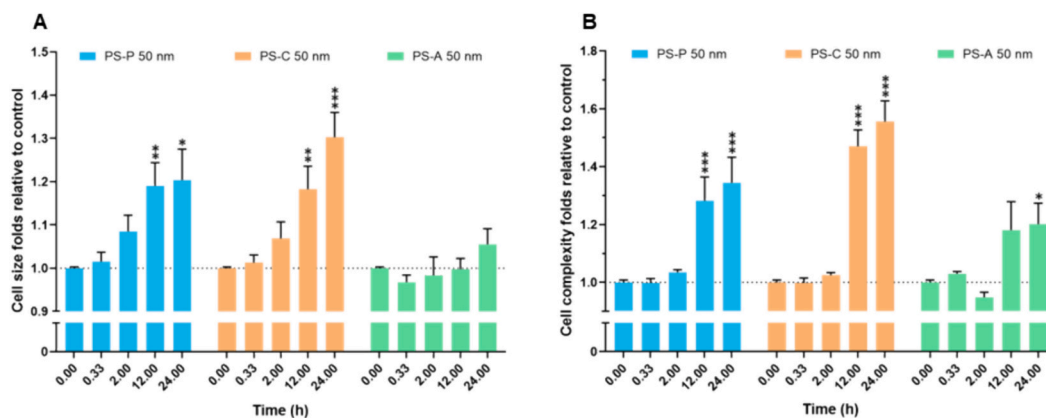 A
PS-P 50 nm PS-C 50 nm PS-A 50 nm
Cell size folds relative to control
1.5
1.4
1.3
1.2
1.1
1.0
0.9
0
** * ** ***
0.00 0.33 2.00 12.00 24.00 0.00 0.33 2.00 12.00 24.00 0.00 0.33 2.00 12.00 24.00
Time (h)
B
PS-P 50 nm PS-C 50 nm PS-A 50 nm
Cell complexity folds relative to control
1.8
1.6
1.4
1.2
1.0
0
*** *** *** *** *
0.00 0.33 2.00 12.00 24.00 0.00 0.33 2.00 12.00 24.00 0.00 0.33 2.00 12.00 24.00
Time (h)